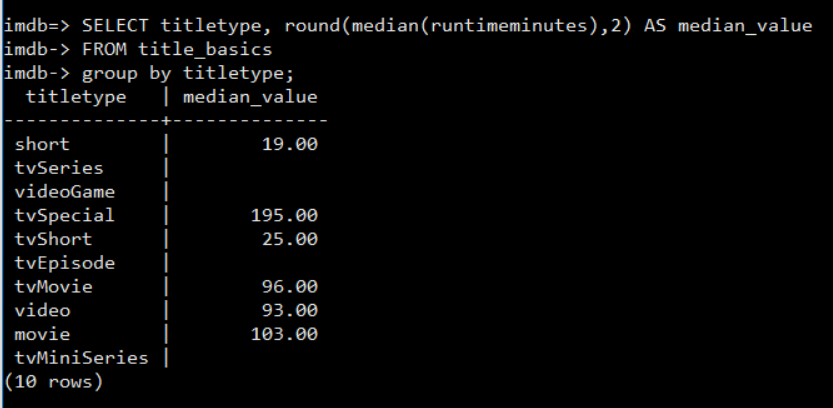 imdb=> SELECT titletype, round(median(runtimeminutes),2) AS median_value
imdb-> FROM title_basics
imdb-> group by titletype;
  titletype   | median_value
--------------+--------------
 short        |        19.00
 tvSeries     |
 videoGame    |
 tvSpecial    |       195.00
 tvShort      |        25.00
 tvEpisode    |
 tvMovie      |        96.00
 video        |        93.00
 movie        |       103.00
 tvMiniSeries |
(10 rows)